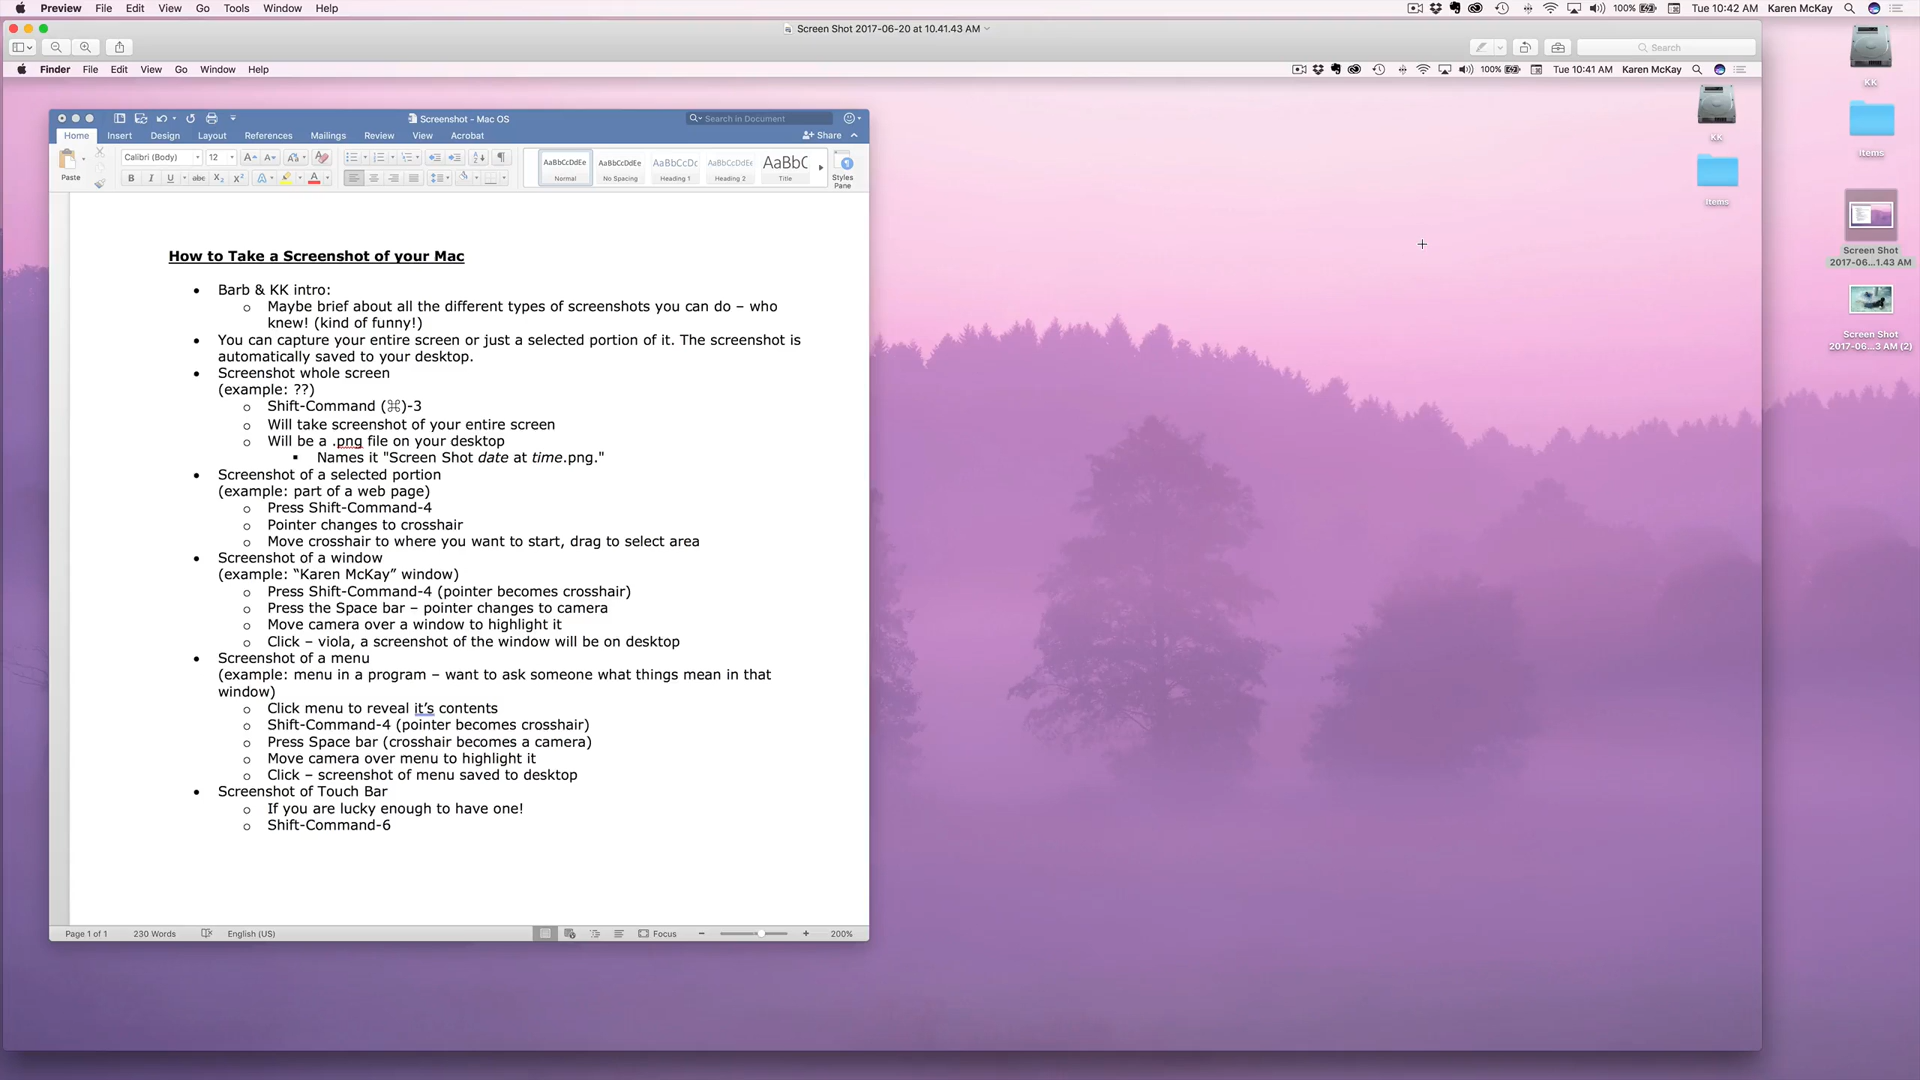 Preview File Edit View Go Tools Window Help
100% Tue 10:42 AM Karen McKay
Screen Shot 2017-06-20 at 10.41.43 AM
Search
Finder File Edit View Go Window Help
100% Tue 10:41 AM Karen McKay
KK
items
KK
items
Screen Shot
2017-06...1.43 AM
Screen Shot
2017-06...3 AM (2)
Screenshot - Mac OS
Search in Document
Home Insert Design Layout References Mailings Review View Acrobat
Share
Paste
Calibri (Body) 12
B I U abc X₂ X²
AaBbCcDdEe AaBbCcDdEe AaBbCcDc AaBbCcDdEe AaBbC
Normal No Spacing Heading 1 Heading 2 Title
Styles
Pane
How to Take a Screenshot of your Mac
• Barb & KK intro:
o Maybe brief about all the different types of screenshots you can do – who
knew! (kind of funny!)
• You can capture your entire screen or just a selected portion of it. The screenshot is
automatically saved to your desktop.
• Screenshot whole screen
(example: ??)
o Shift-Command (⌘)-3
o Will take screenshot of your entire screen
o Will be a .png file on your desktop
▪ Names it "Screen Shot date at time.png."
• Screenshot of a selected portion
(example: part of a web page)
o Press Shift-Command-4
o Pointer changes to crosshair
o Move crosshair to where you want to start, drag to select area
• Screenshot of a window
(example: “Karen McKay” window)
o Press Shift-Command-4 (pointer becomes crosshair)
o Press the Space bar – pointer changes to camera
o Move camera over a window to highlight it
o Click – viola, a screenshot of the window will be on desktop
• Screenshot of a menu
(example: menu in a program – want to ask someone what things mean in that
window)
o Click menu to reveal it’s contents
o Shift-Command-4 (pointer becomes crosshair)
o Press Space bar (crosshair becomes a camera)
o Move camera over menu to highlight it
o Click – screenshot of menu saved to desktop
• Screenshot of Touch Bar
o If you are lucky enough to have one!
o Shift-Command-6
Page 1 of 1 230 Words English (US) Focus 200%